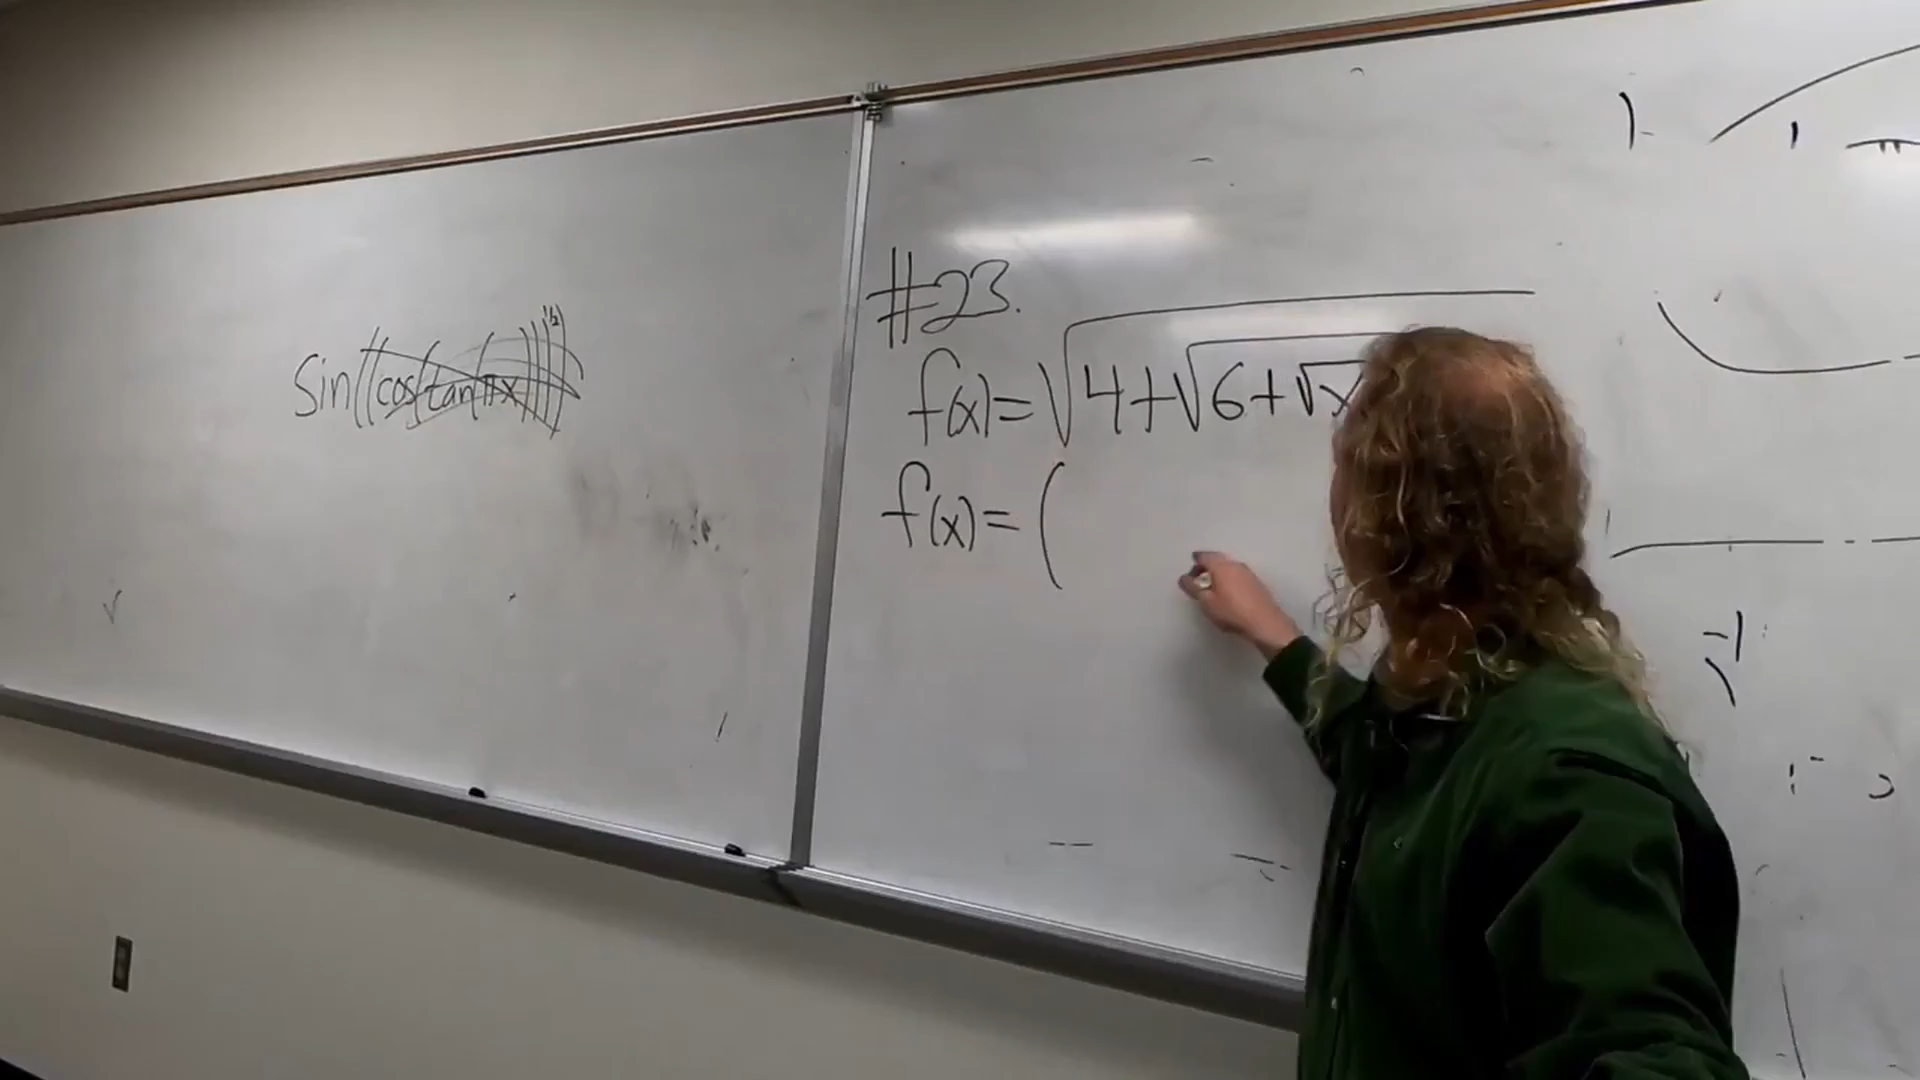 Sin((cos(tan(πx))))^1/2)
#23.
f(x)=√4+√6+√x
f(x)= (